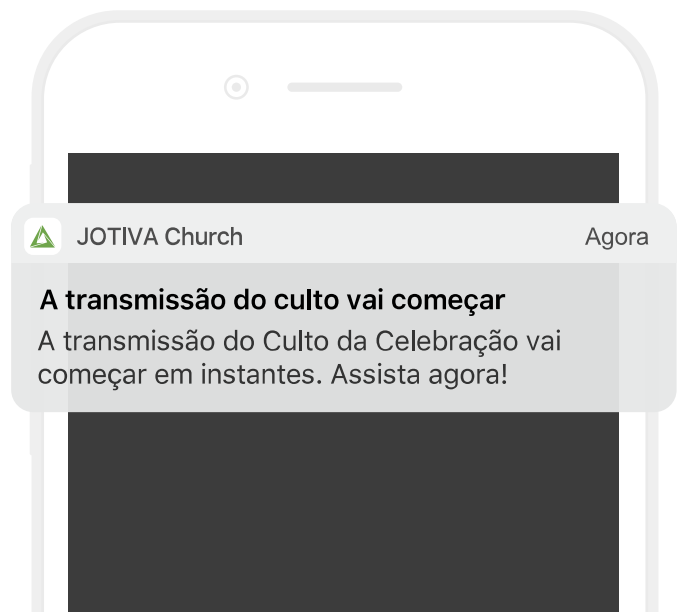 JOTIVA Church Agora
A transmissão do culto vai começar
A transmissão do Culto da Celebração vai
começar em instantes. Assista agora!